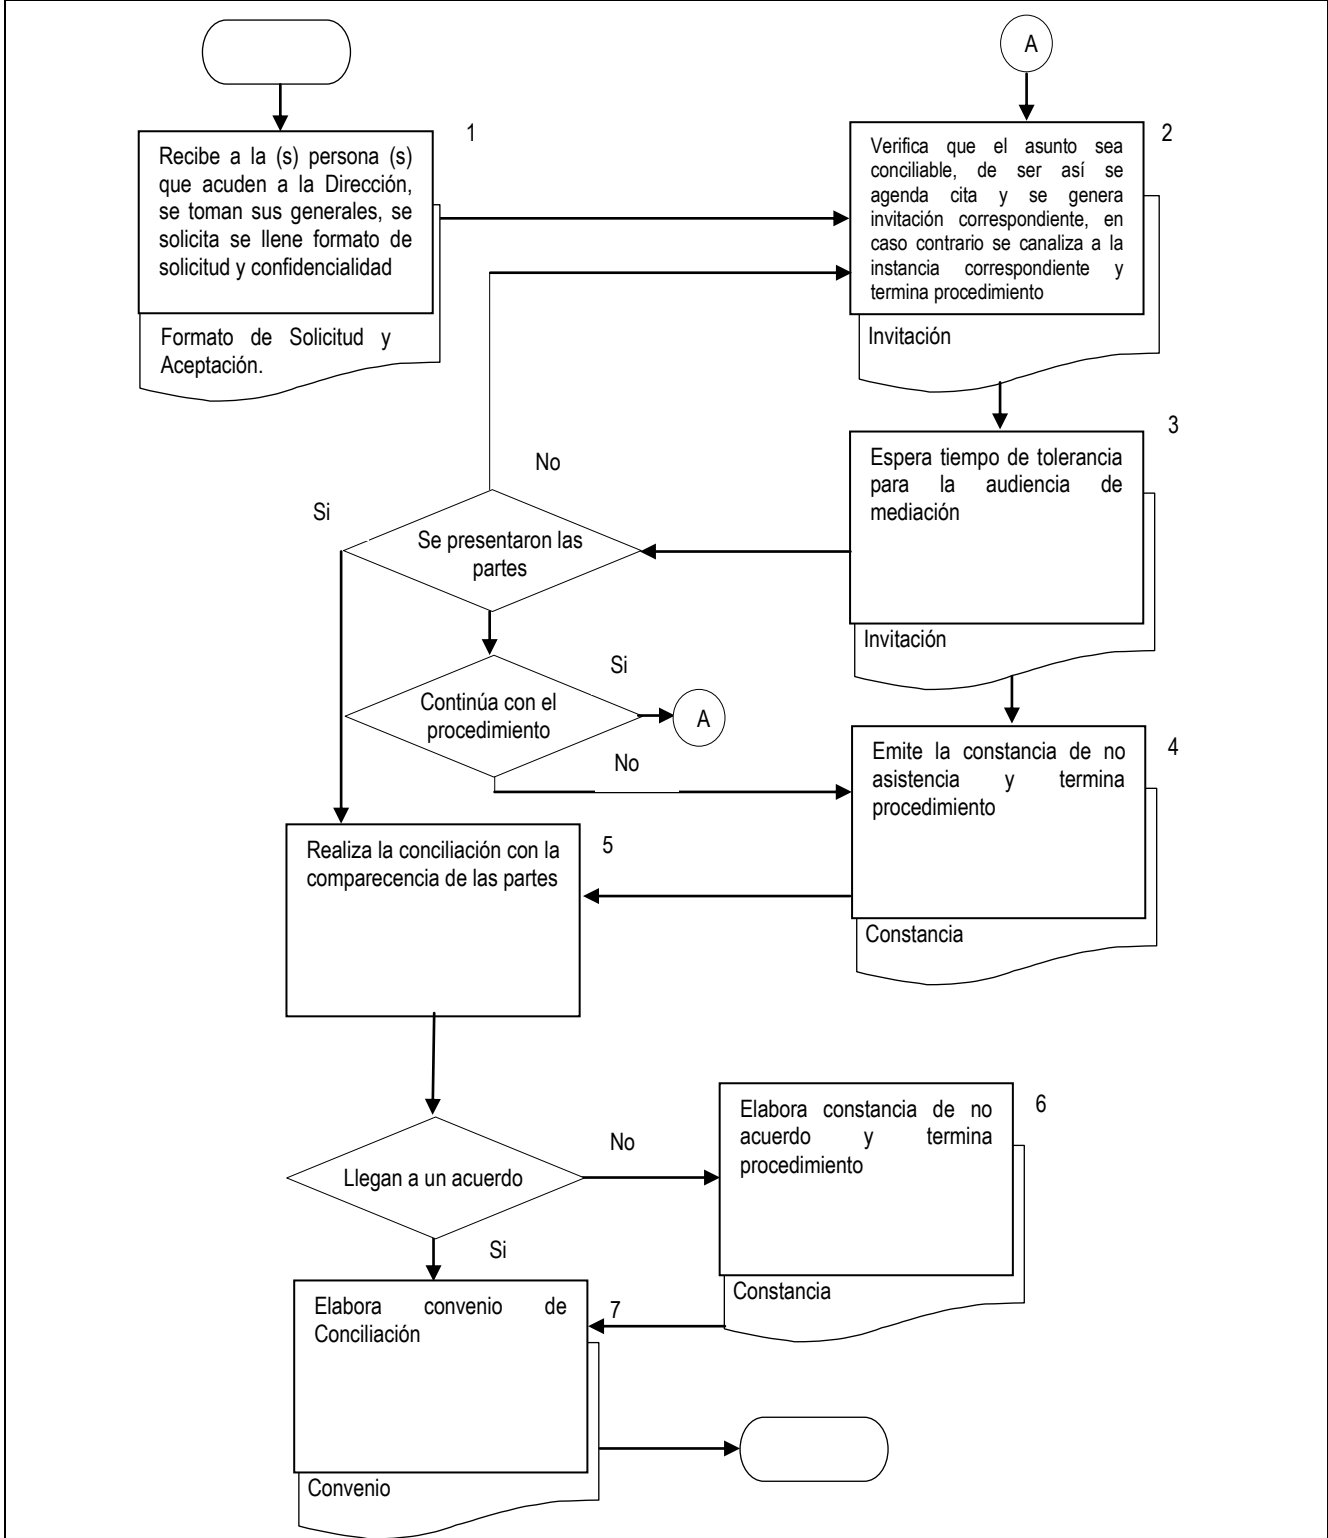 A
1
Recibe a la (s) persona (s)
que acuden a la Dirección,
se toman sus generales, se
solicita se llene formato de
solicitud y confidencialidad
Formato de Solicitud y
Aceptación.
2
Verifica que el asunto sea
conciliable, de ser así se
agenda cita y se genera
invitación correspondiente, en
caso contrario se canaliza a la
instancia correspondiente y
termina procedimiento
Invitación
3
Espera tiempo de tolerancia
para la audiencia de
mediación
Invitación
No
Si
Se presentaron las
partes
Si
Continúa con el
procedimiento
A
No
4
Emite la constancia de no
asistencia y termina
procedimiento
Constancia
5
Realiza la conciliación con la
comparecencia de las partes
Llegan a un acuerdo
No
Si
6
Elabora constancia de no
acuerdo y termina
procedimiento
Constancia
7
Elabora convenio de
Conciliación
Convenio